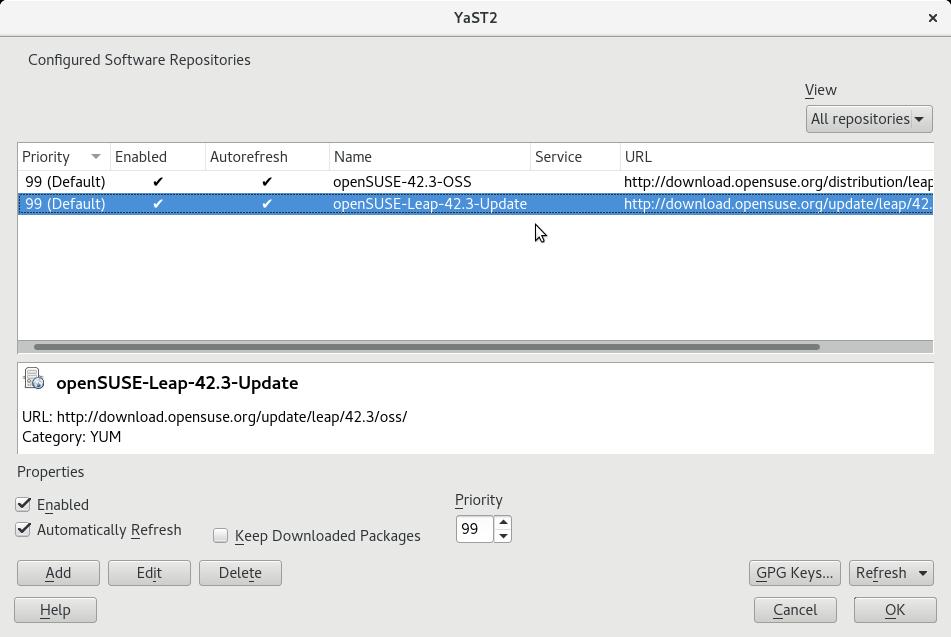 YaST2
Configured Software Repositories
View
All repositories
Priority Enabled Autorefresh Name Service URL
99 (Default) ✔ ✔ openSUSE-42.3-OSS http://download.opensuse.org/distribution/leap
99 (Default) ✔ ✔ openSUSE-Leap-42.3-Update http://download.opensuse.org/update/leap/42.
openSUSE-Leap-42.3-Update
URL: http://download.opensuse.org/update/leap/42.3/oss/
Category: YUM
Properties
Enabled
Priority
Automatically Refresh
Keep Downloaded Packages
99
Add Edit Delete GPG Keys... Refresh
Help Cancel OK